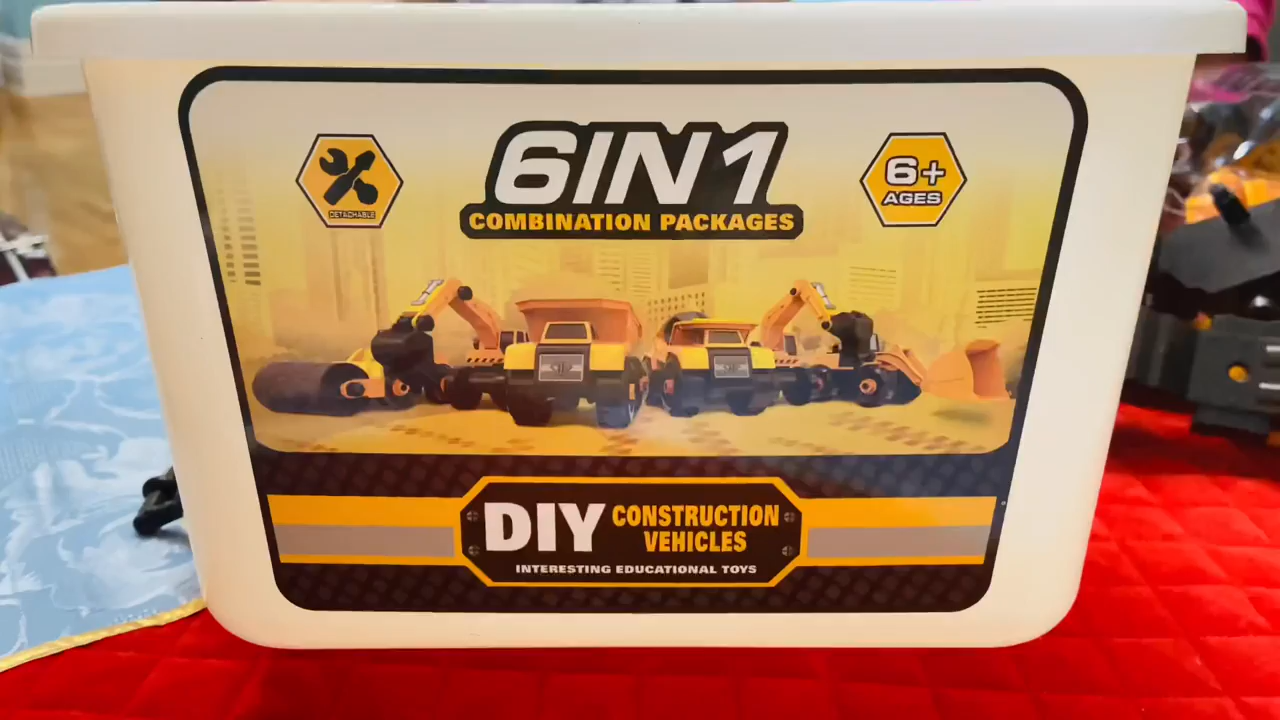 6IN1
COMBINATION PACKAGES
DETACHABLE
6+
AGES
DIY CONSTRUCTION
VEHICLES
INTERESTING EDUCATIONAL TOYS